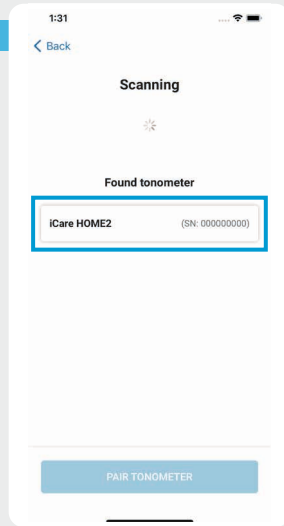 1:31
Back
Scanning
Found tonometer
iCare HOME2 (SN: 000000000)
PAIR TONOMETER